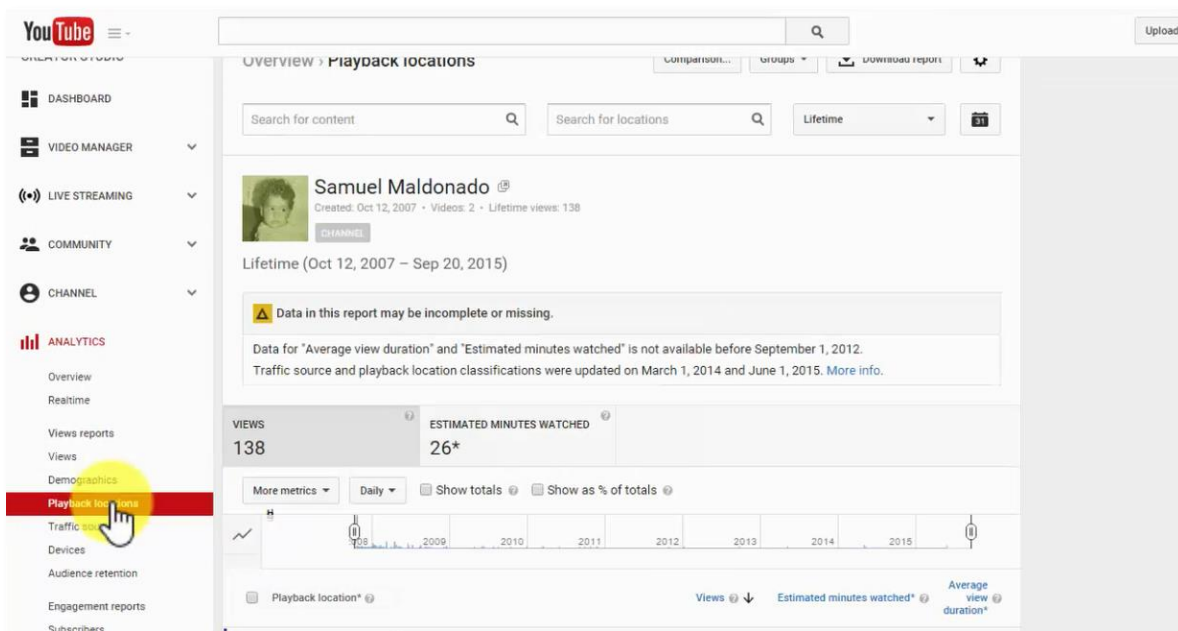 YouTube
Upload
CREATOR STUDIO
DASHBOARD
VIDEO MANAGER
LIVE STREAMING
COMMUNITY
CHANNEL
ANALYTICS
Overview
Realtime
Views reports
Views
Demographics
Playback locations
Traffic
Devices
Audience retention
Engagement reports
Subscribers
Overview › Playback locations
Comparison...
Groups
Download report
Search for content
Search for locations
Lifetime
31
Samuel Maldonado
Created: Oct 12, 2007 • Videos: 2 • Lifetime views: 138
CHANNEL
Lifetime (Oct 12, 2007 – Sep 20, 2015)
Data in this report may be incomplete or missing.
Data for "Average view duration" and "Estimated minutes watched" is not available before September 1, 2012.
Traffic source and playback location classifications were updated on March 1, 2014 and June 1, 2015. More info.
VIEWS
138
ESTIMATED MINUTES WATCHED
26*
More metrics
Daily
Show totals
Show as % of totals
H
2009 2010 2011 2012 2013 2014 2015
Playback location*
Views
Estimated minutes watched*
Average
view
duration*